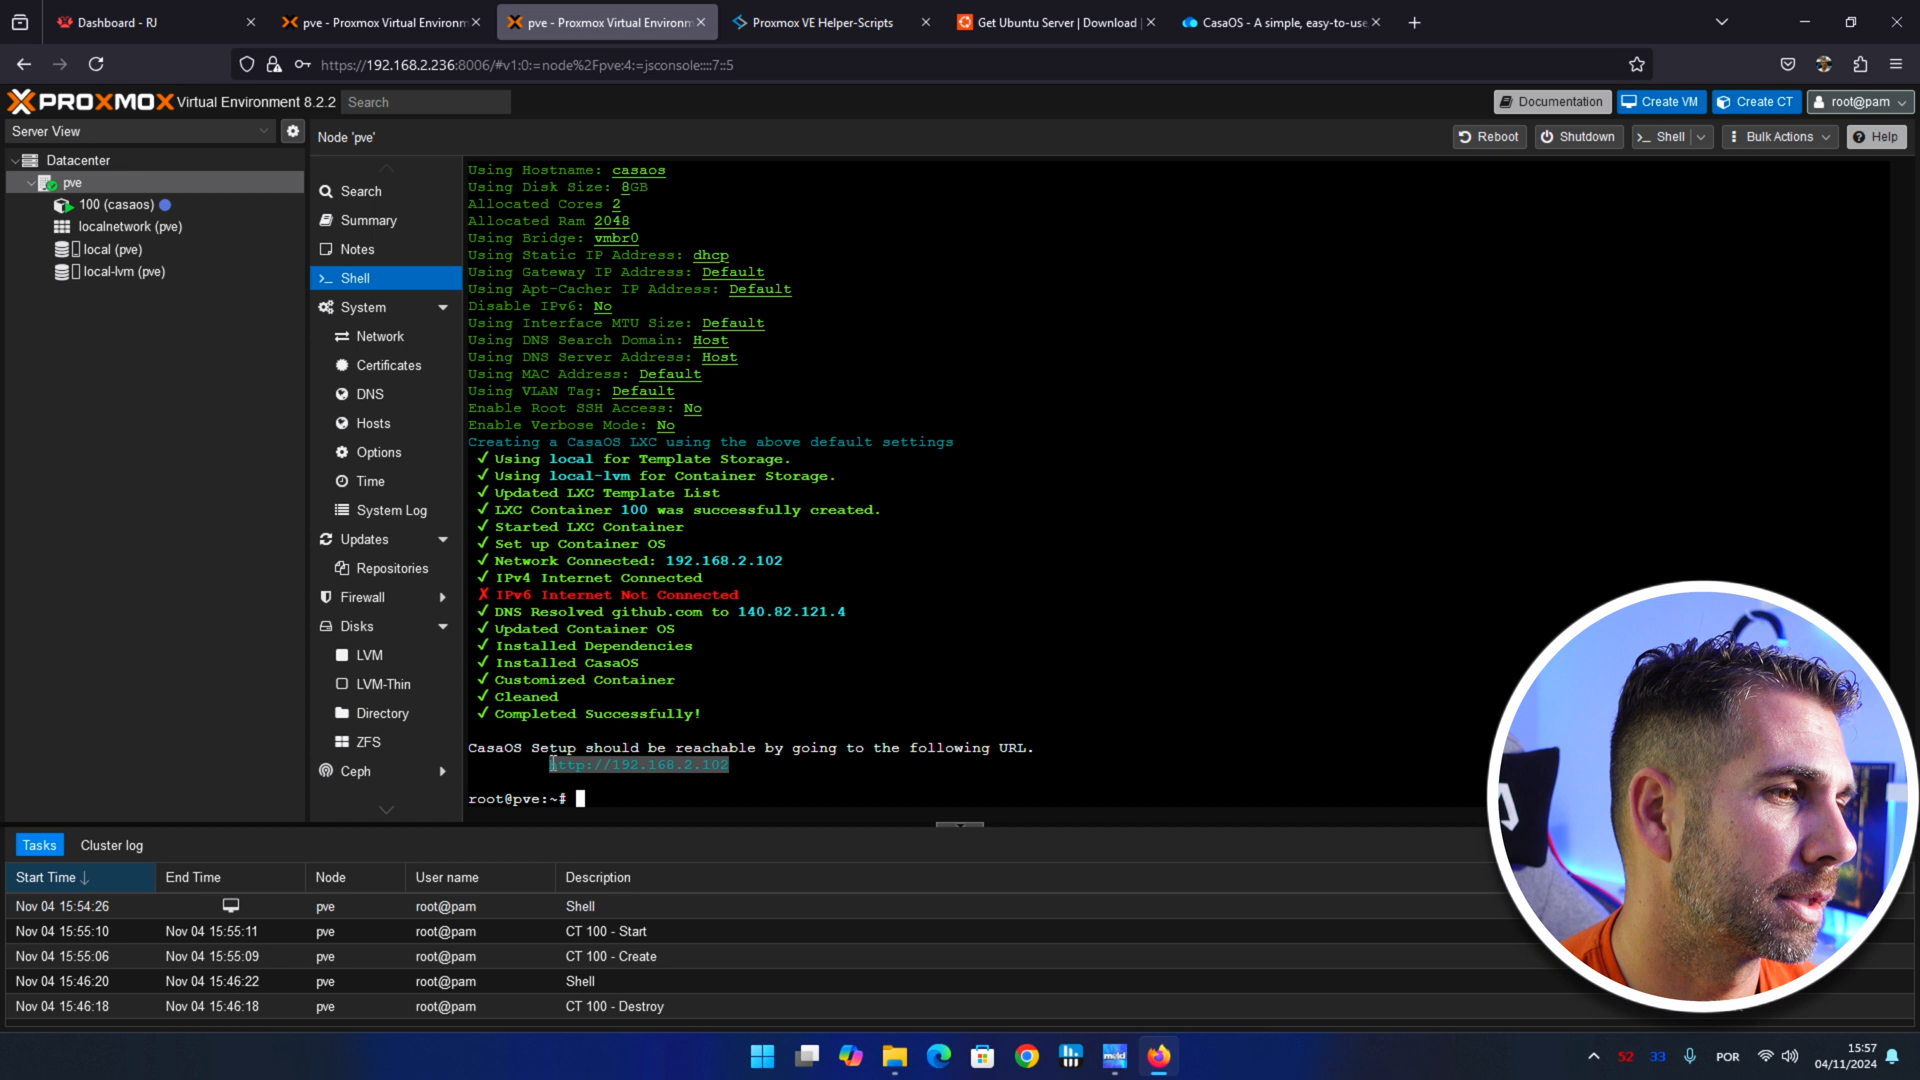 Dashboard - RJ
pve - Proxmox Virtual Environm
pve - Proxmox Virtual Environm
Proxmox VE Helper-Scripts
Get Ubuntu Server | Download
CasaOS - A simple, easy-to-use
https://192.168.2.236:8006/#v1:0:=node%2Fpve:4:=jsconsole::::7::5
PROXMOX Virtual Environment 8.2.2
Search
Documentation
Create VM
Create CT
root@pam
Server View
Node 'pve'
Reboot
Shutdown
>_ Shell
Bulk Actions
Help
Datacenter
pve
100 (casaos)
localnetwork (pve)
local (pve)
local-lvm (pve)
Search
Summary
Notes
>_ Shell
System
Network
Certificates
DNS
Hosts
Options
Time
System Log
Updates
Repositories
Firewall
Disks
LVM
LVM-Thin
Directory
ZFS
Ceph
Using Hostname: casaos
Using Disk Size: 8GB
Allocated Cores 2
Allocated Ram 2048
Using Bridge: vmbr0
Using Static IP Address: dhcp
Using Gateway IP Address: Default
Using Apt-Cacher IP Address: Default
Disable IPv6: No
Using Interface MTU Size: Default
Using DNS Search Domain: Host
Using DNS Server Address: Host
Using MAC Address: Default
Using VLAN Tag: Default
Enable Root SSH Access: No
Enable Verbose Mode: No
Creating a CasaOS LXC using the above default settings
✓ Using local for Template Storage.
✓ Using local-lvm for Container Storage.
✓ Updated LXC Template List
✓ LXC Container 100 was successfully created.
✓ Started LXC Container
✓ Set up Container OS
✓ Network Connected: 192.168.2.102
✓ IPv4 Internet Connected
✗ IPv6 Internet Not Connected
✓ DNS Resolved github.com to 140.82.121.4
✓ Updated Container OS
✓ Installed Dependencies
✓ Installed CasaOS
✓ Customized Container
✓ Cleaned
✓ Completed Successfully!
CasaOS Setup should be reachable by going to the following URL.
http://192.168.2.102
root@pve:~#
Tasks
Cluster log
Start Time ↓ End Time Node User name Description
Nov 04 15:54:26 pve root@pam Shell
Nov 04 15:55:10 Nov 04 15:55:11 pve root@pam CT 100 - Start
Nov 04 15:55:06 Nov 04 15:55:09 pve root@pam CT 100 - Create
Nov 04 15:46:20 Nov 04 15:46:22 pve root@pam Shell
Nov 04 15:46:18 Nov 04 15:46:18 pve root@pam CT 100 - Destroy
52 33 POR
15:57
04/11/2024